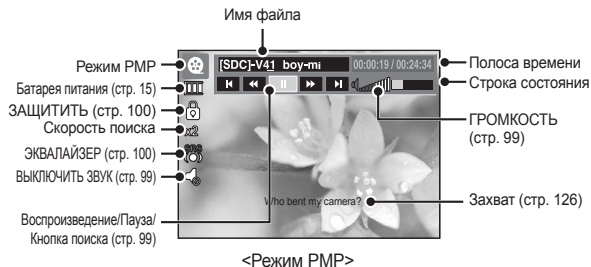 Имя файла
[SDC]-V41 boy-mi
00:00:19 / 00:24:34
Режим PMP
Батарея питания (стр. 15)
ЗАЩИТИТЬ (стр. 100)
Скорость поиска
x2
ЭКВАЛАЙЗЕР (стр. 100)
SRS
ВЫКЛЮЧИТЬ ЗВУК (стр. 99)
Воспроизведение/Пауза/
Кнопка поиска (стр. 99)
Полоса времени
Строка состояния
ГРОМКОСТЬ
(стр. 99)
Who bent my camera?
Захват (стр. 126)
<Режим PMP>